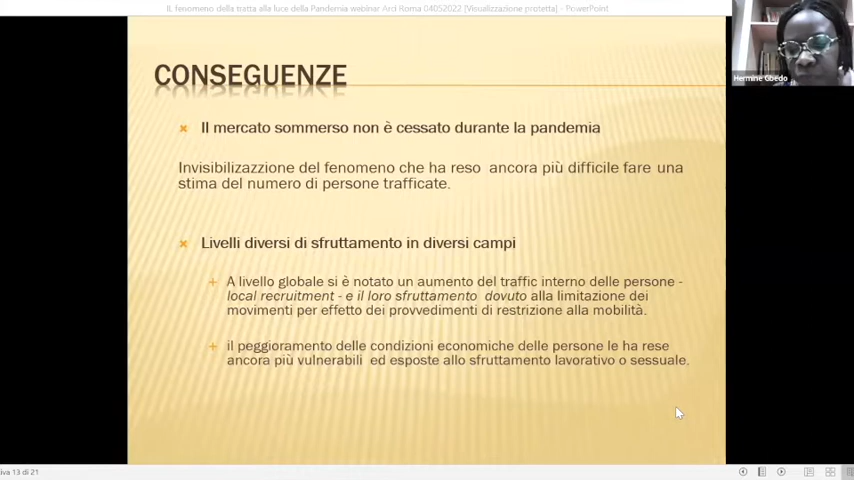 IL fenomeno della tratta alla luce della Pandemia webinar Arci Roma 04052022 [Visualizzazione protetta] - PowerPoint
Hermine Gbedo
CONSEGUENZE
Il mercato sommerso non è cessato durante la pandemia
Invisibilizazzione del fenomeno che ha reso ancora più difficile fare una
stima del numero di persone trafficate.
Livelli diversi di sfruttamento in diversi campi
A livello globale si è notato un aumento del traffic interno delle persone -
local recruitment - e il loro sfruttamento dovuto alla limitazione dei
movimenti per effetto dei provvedimenti di restrizione alla mobilità.
il peggioramento delle condizioni economiche delle persone le ha rese
ancora più vulnerabili ed esposte allo sfruttamento lavorativo o sessuale.
iva 13 di 21